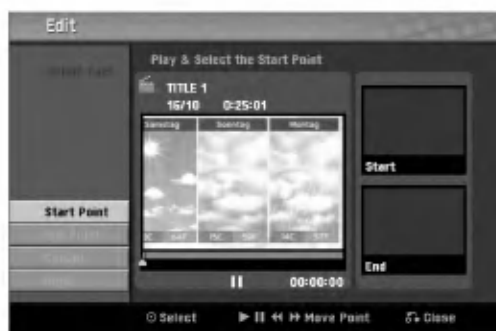 Edit
Play & Select the Start Point
TITLE 1
16/10 0:25:01
Samstag Sonntag Montag
Start
Start Point
End
00:00:00
Select Move Point Close